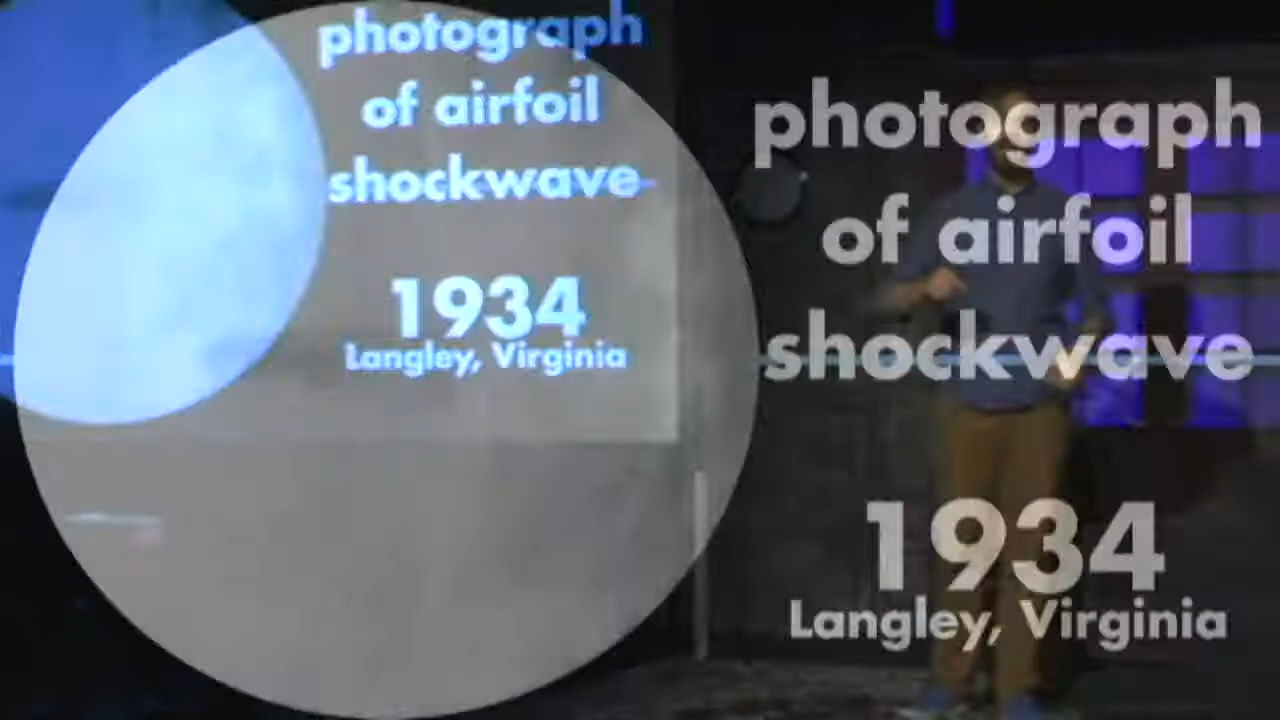 photograph
of airfoil
shockwave
1934
Langley, Virginia
photograph
of airfoil
shockwave
1934
Langley, Virginia